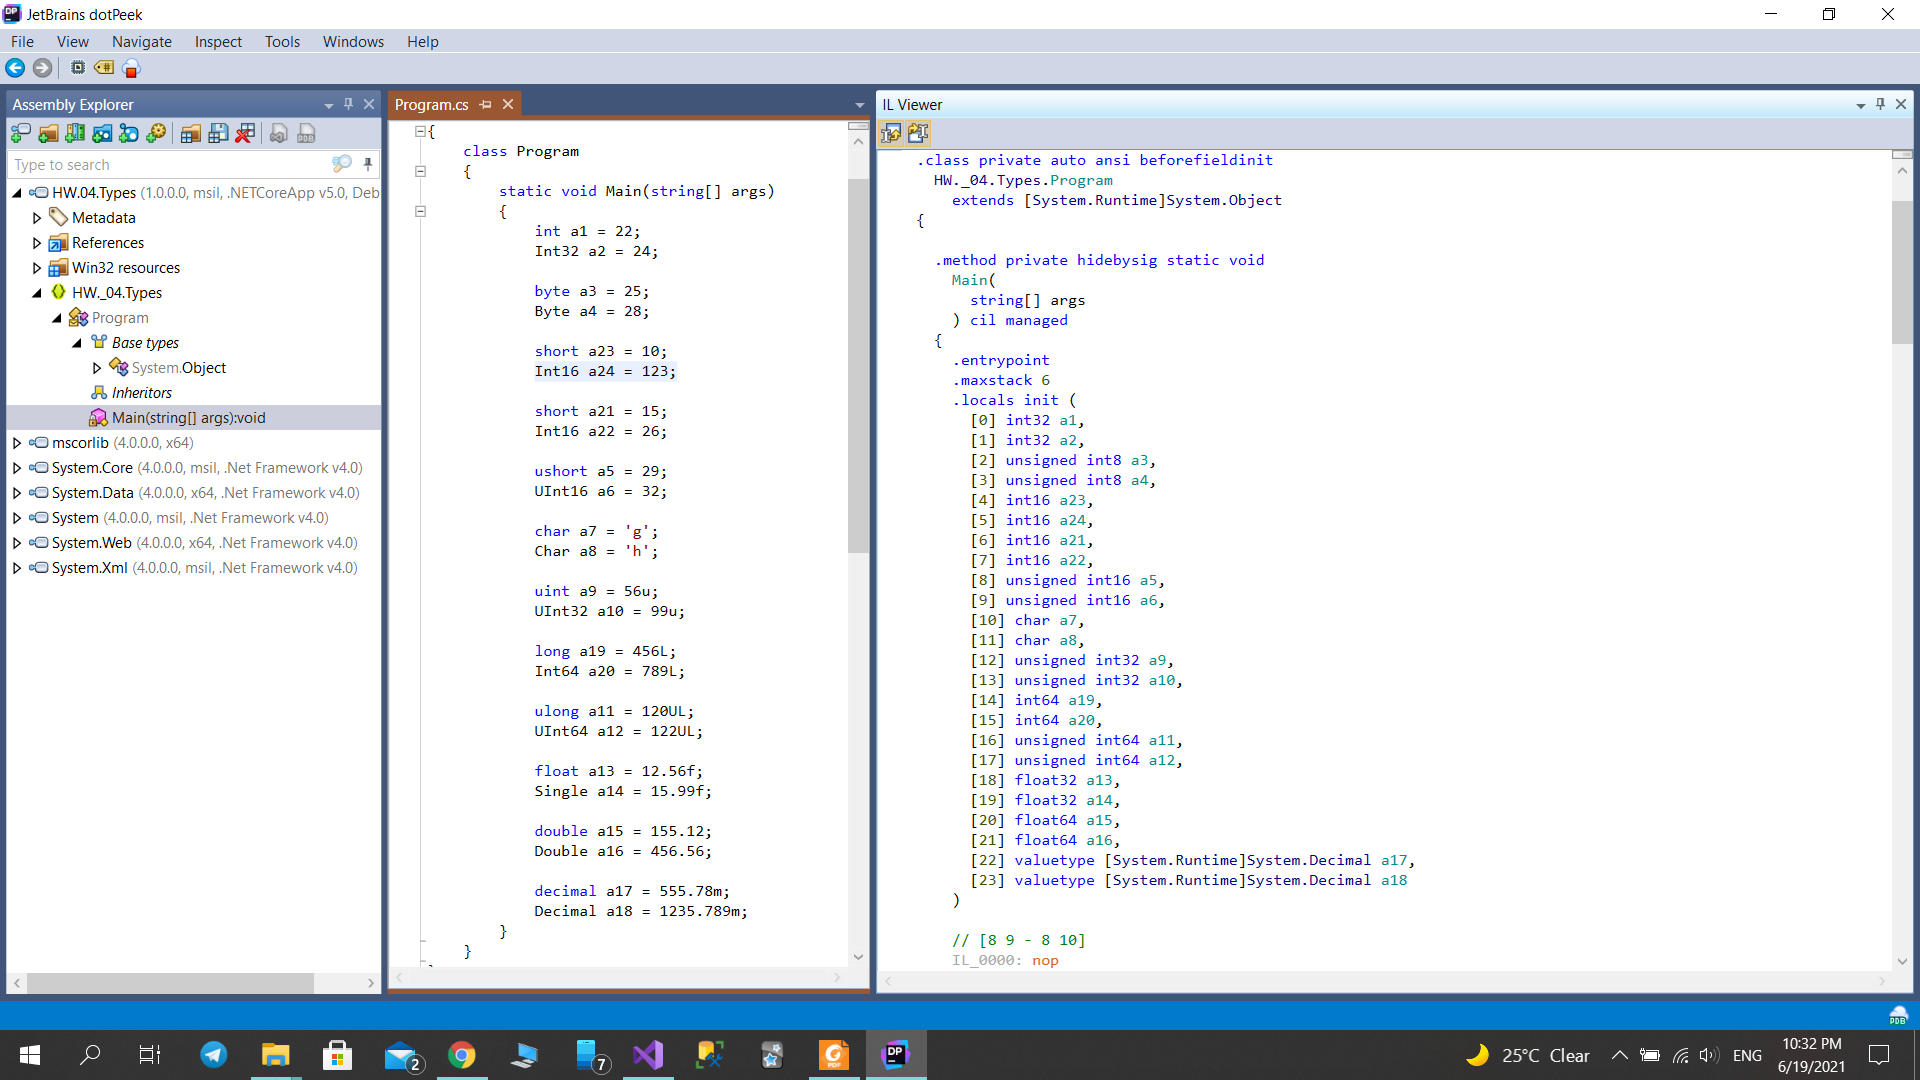 JetBrains dotPeek
File View Navigate Inspect Tools Windows Help
Assembly Explorer
Type to search
HW.04.Types (1.0.0.0, msil, .NETCoreApp v5.0, Deb
Metadata
References
Win32 resources
HW._04.Types
Program
Base types
System.Object
Inheritors
Main(string[] args):void
mscorlib (4.0.0.0, x64)
System.Core (4.0.0.0, msil, .Net Framework v4.0)
System.Data (4.0.0.0, x64, .Net Framework v4.0)
System (4.0.0.0, msil, .Net Framework v4.0)
System.Web (4.0.0.0, x64, .Net Framework v4.0)
System.Xml (4.0.0.0, msil, .Net Framework v4.0)
Program.cs
{
class Program
{
static void Main(string[] args)
{
int a1 = 22;
Int32 a2 = 24;
byte a3 = 25;
Byte a4 = 28;
short a23 = 10;
Int16 a24 = 123;
short a21 = 15;
Int16 a22 = 26;
ushort a5 = 29;
UInt16 a6 = 32;
char a7 = 'g';
Char a8 = 'h';
uint a9 = 56u;
UInt32 a10 = 99u;
long a19 = 456L;
Int64 a20 = 789L;
ulong a11 = 120UL;
UInt64 a12 = 122UL;
float a13 = 12.56f;
Single a14 = 15.99f;
double a15 = 155.12;
Double a16 = 456.56;
decimal a17 = 555.78m;
Decimal a18 = 1235.789m;
}
}
IL Viewer
.class private auto ansi beforefieldinit
HW._04.Types.Program
extends [System.Runtime]System.Object
{
.method private hidebysig static void
Main(
string[] args
) cil managed
{
.entrypoint
.maxstack 6
.locals init (
[0] int32 a1,
[1] int32 a2,
[2] unsigned int8 a3,
[3] unsigned int8 a4,
[4] int16 a23,
[5] int16 a24,
[6] int16 a21,
[7] int16 a22,
[8] unsigned int16 a5,
[9] unsigned int16 a6,
[10] char a7,
[11] char a8,
[12] unsigned int32 a9,
[13] unsigned int32 a10,
[14] int64 a19,
[15] int64 a20,
[16] unsigned int64 a11,
[17] unsigned int64 a12,
[18] float32 a13,
[19] float32 a14,
[20] float64 a15,
[21] float64 a16,
[22] valuetype [System.Runtime]System.Decimal a17,
[23] valuetype [System.Runtime]System.Decimal a18
)
// [8 9 - 8 10]
IL_0000: nop
PDB
2
7
PDF
DP
25°C Clear
ENG
10:32 PM
6/19/2021